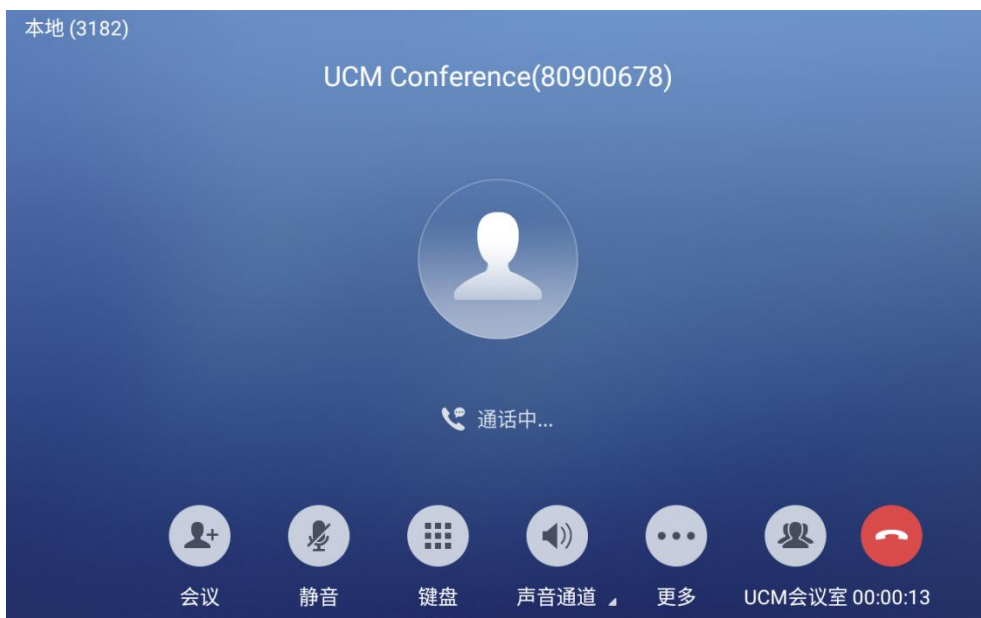 本地 (3182)
UCM Conference(80900678)
通话中...
会议 静音 键盘 声音通道 更多 UCM会议室 00:00:13